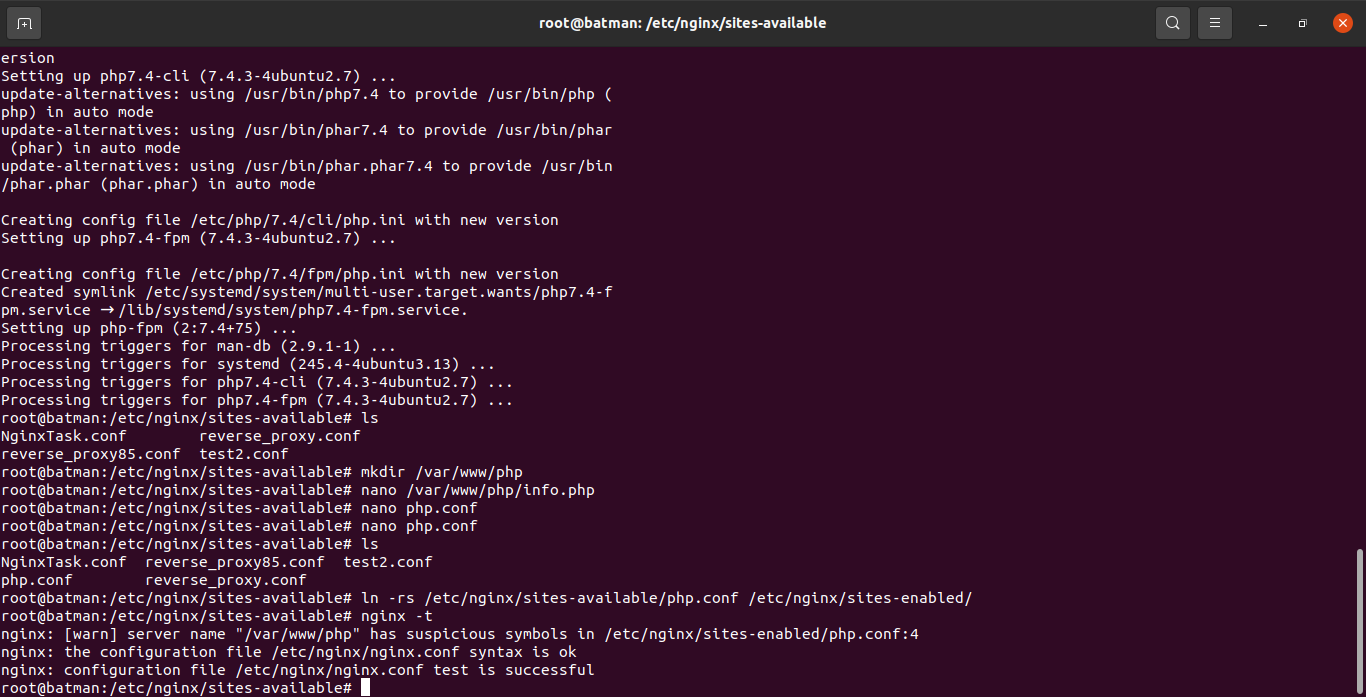 root@batman: /etc/nginx/sites-available
ersion
Setting up php7.4-cli (7.4.3-4ubuntu2.7) ...
update-alternatives: using /usr/bin/php7.4 to provide /usr/bin/php (
php) in auto mode
update-alternatives: using /usr/bin/phar7.4 to provide /usr/bin/phar
 (phar) in auto mode
update-alternatives: using /usr/bin/phar.phar7.4 to provide /usr/bin
/phar.phar (phar.phar) in auto mode

Creating config file /etc/php/7.4/cli/php.ini with new version
Setting up php7.4-fpm (7.4.3-4ubuntu2.7) ...

Creating config file /etc/php/7.4/fpm/php.ini with new version
Created symlink /etc/systemd/system/multi-user.target.wants/php7.4-f
pm.service → /lib/systemd/system/php7.4-fpm.service.
Setting up php-fpm (2:7.4+75) ...
Processing triggers for man-db (2.9.1-1) ...
Processing triggers for systemd (245.4-4ubuntu3.13) ...
Processing triggers for php7.4-cli (7.4.3-4ubuntu2.7) ...
Processing triggers for php7.4-fpm (7.4.3-4ubuntu2.7) ...
root@batman:/etc/nginx/sites-available# ls
NginxTask.conf        reverse_proxy.conf
reverse_proxy85.conf  test2.conf
root@batman:/etc/nginx/sites-available# mkdir /var/www/php
root@batman:/etc/nginx/sites-available# nano /var/www/php/info.php
root@batman:/etc/nginx/sites-available# nano php.conf
root@batman:/etc/nginx/sites-available# nano php.conf
root@batman:/etc/nginx/sites-available# ls
NginxTask.conf  reverse_proxy85.conf  test2.conf
php.conf        reverse_proxy.conf
root@batman:/etc/nginx/sites-available# ln -rs /etc/nginx/sites-available/php.conf /etc/nginx/sites-enabled/
root@batman:/etc/nginx/sites-available# nginx -t
nginx: [warn] server name "/var/www/php" has suspicious symbols in /etc/nginx/sites-enabled/php.conf:4
nginx: the configuration file /etc/nginx/nginx.conf syntax is ok
nginx: configuration file /etc/nginx/nginx.conf test is successful
root@batman:/etc/nginx/sites-available#